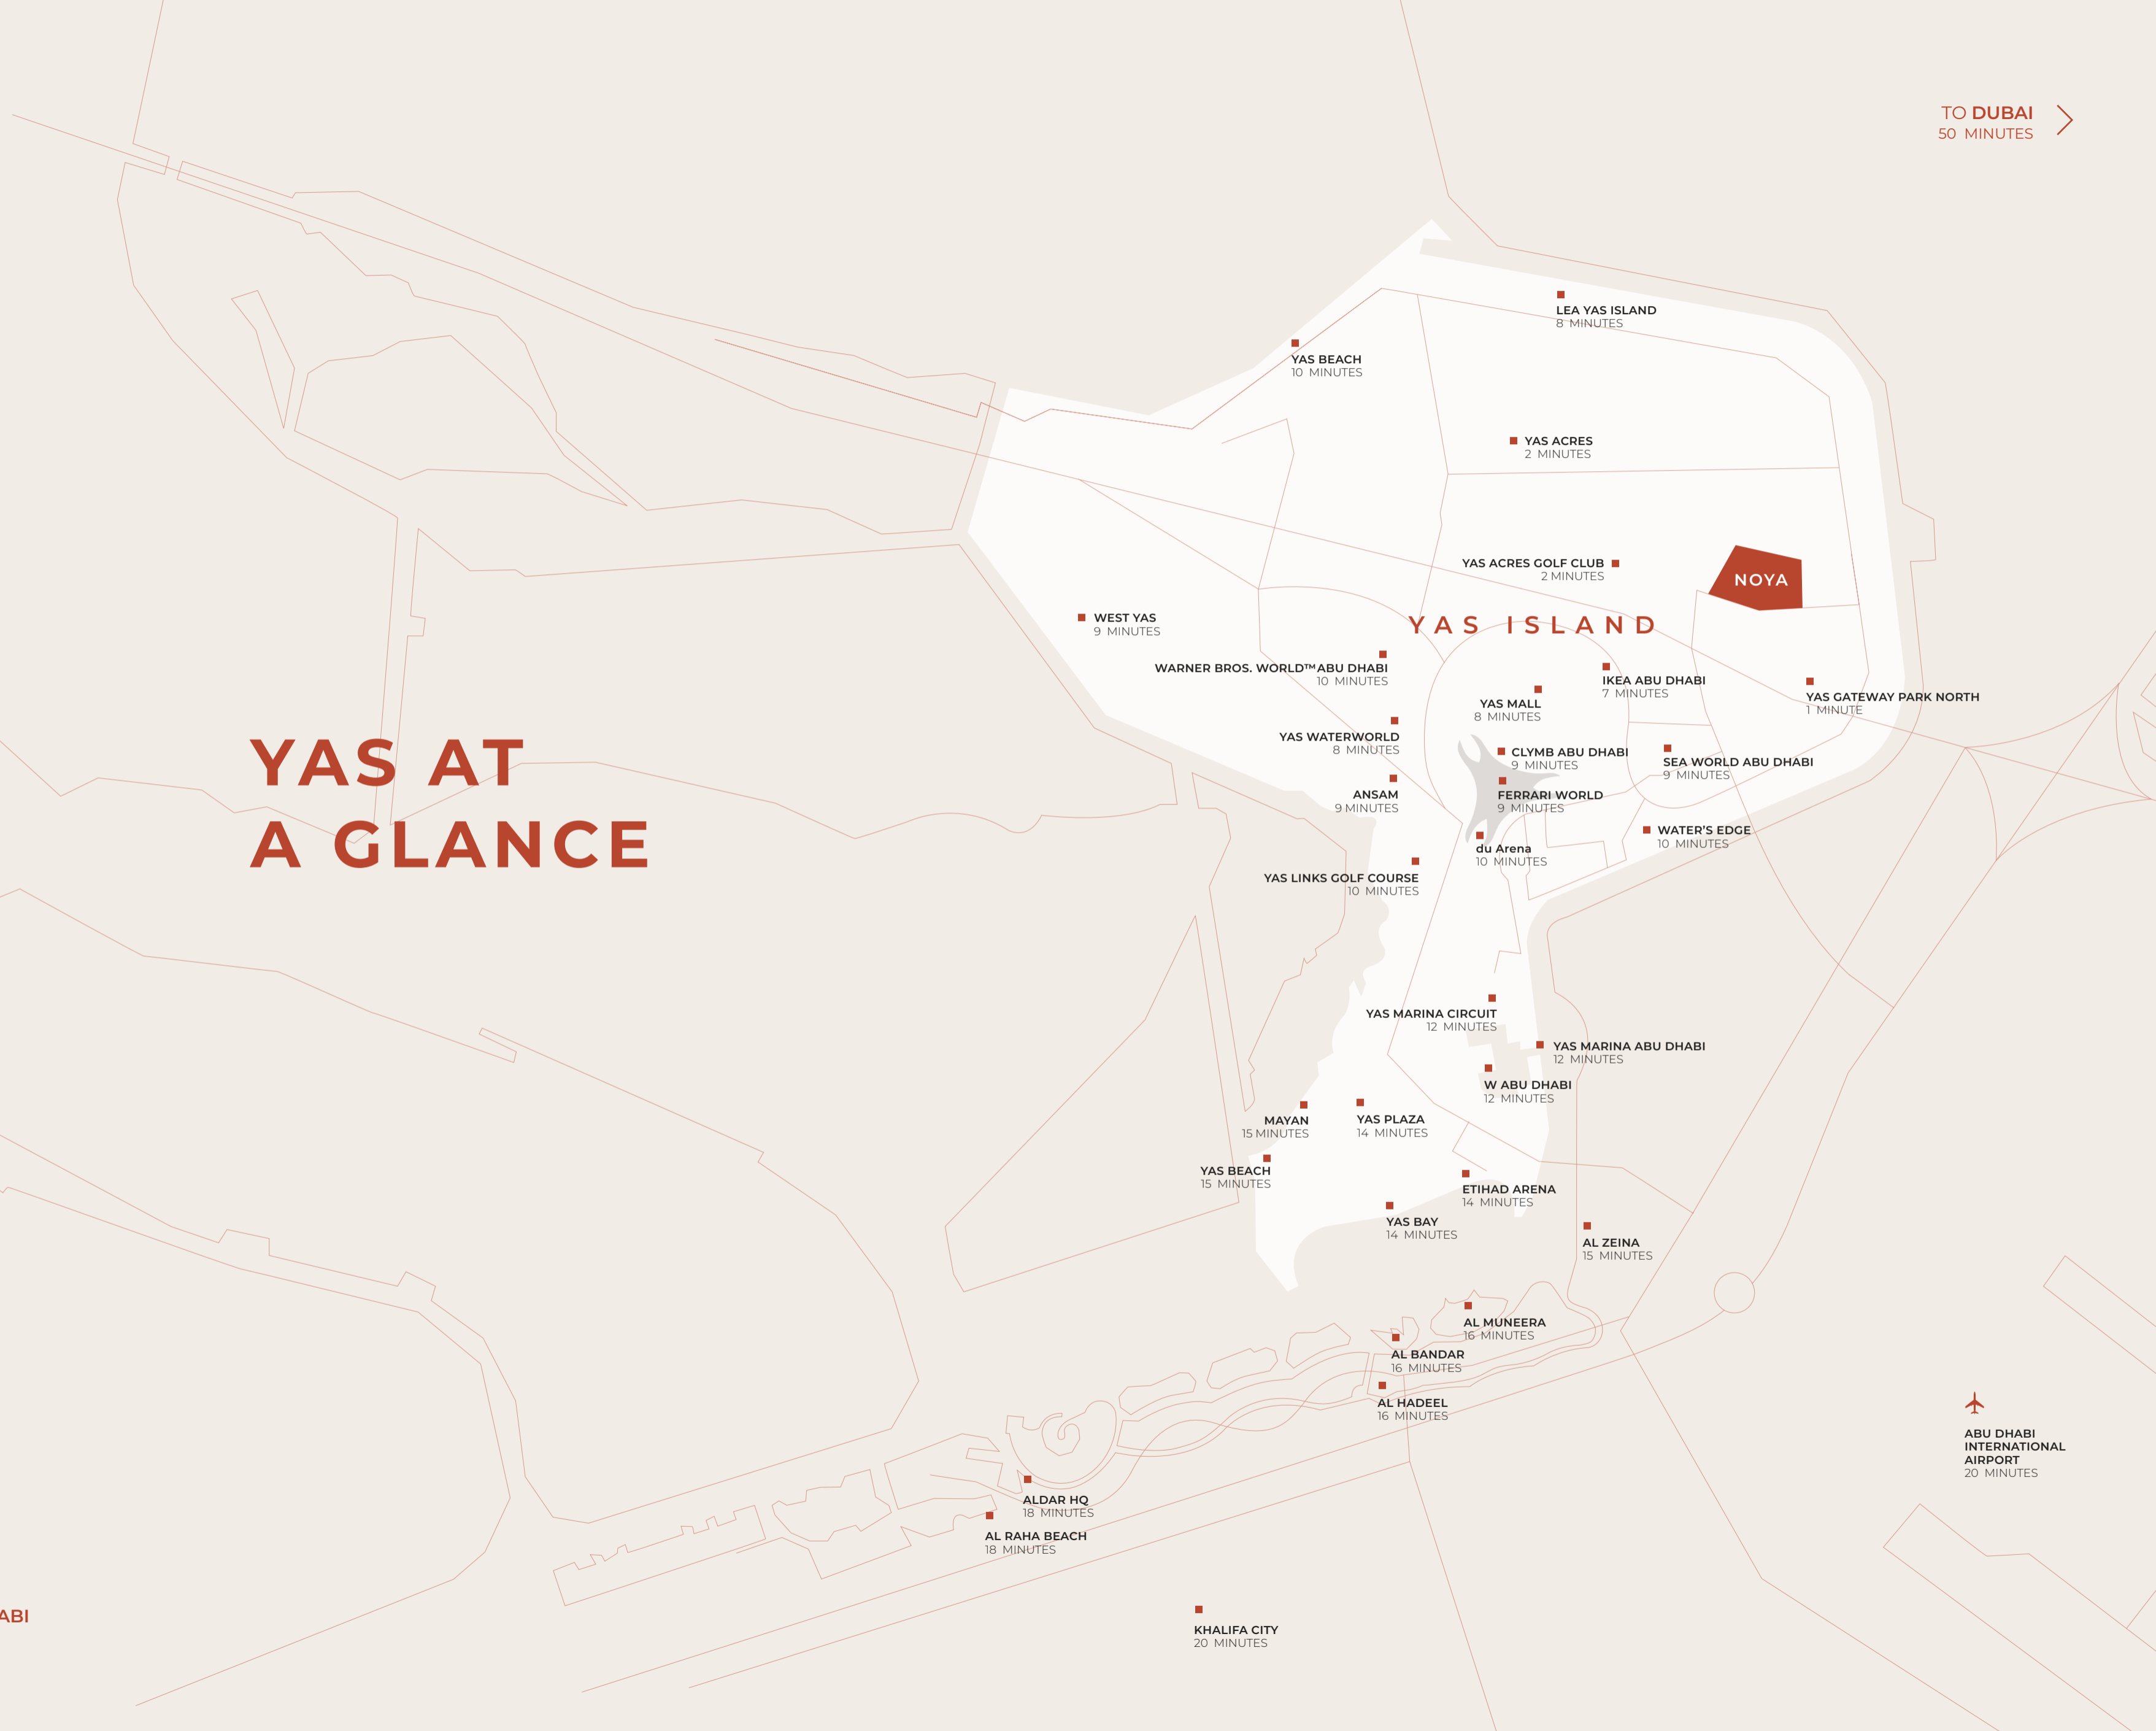 TO DUBAI
50 MINUTES
LEA YAS ISLAND
8 MINUTES
YAS BEACH
10 MINUTES
YAS ACRES
2 MINUTES
YAS ACRES GOLF CLUB
2 MINUTES
NOYA
YAS ISLAND
WEST YAS
9 MINUTES
WARNER BROS. WORLD™ ABU DHABI
10 MINUTES
IKEA ABU DHABI
7 MINUTES
YAS GATEWAY PARK NORTH
1 MINUTE
YAS MALL
8 MINUTES
YAS WATERWORLD
8 MINUTES
CLYMB ABU DHABI
9 MINUTES
SEA WORLD ABU DHABI
9 MINUTES
YAS AT
A GLANCE
ANSAM
9 MINUTES
FERRARI WORLD
9 MINUTES
WATER'S EDGE
10 MINUTES
du Arena
10 MINUTES
YAS LINKS GOLF COURSE
10 MINUTES
YAS MARINA CIRCUIT
12 MINUTES
YAS MARINA ABU DHABI
12 MINUTES
W ABU DHABI
12 MINUTES
MAYAN
15 MINUTES
YAS PLAZA
14 MINUTES
YAS BEACH
15 MINUTES
ETIHAD ARENA
14 MINUTES
YAS BAY
14 MINUTES
AL ZEINA
15 MINUTES
AL MUNEERA
16 MINUTES
AL BANDAR
16 MINUTES
AL HADEEL
16 MINUTES
ABU DHABI
INTERNATIONAL
AIRPORT
20 MINUTES
ALDAR HQ
18 MINUTES
AL RAHA BEACH
18 MINUTES
ABI
KHALIFA CITY
20 MINUTES